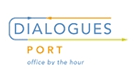 DIALOGUES
PORT
office by the hour